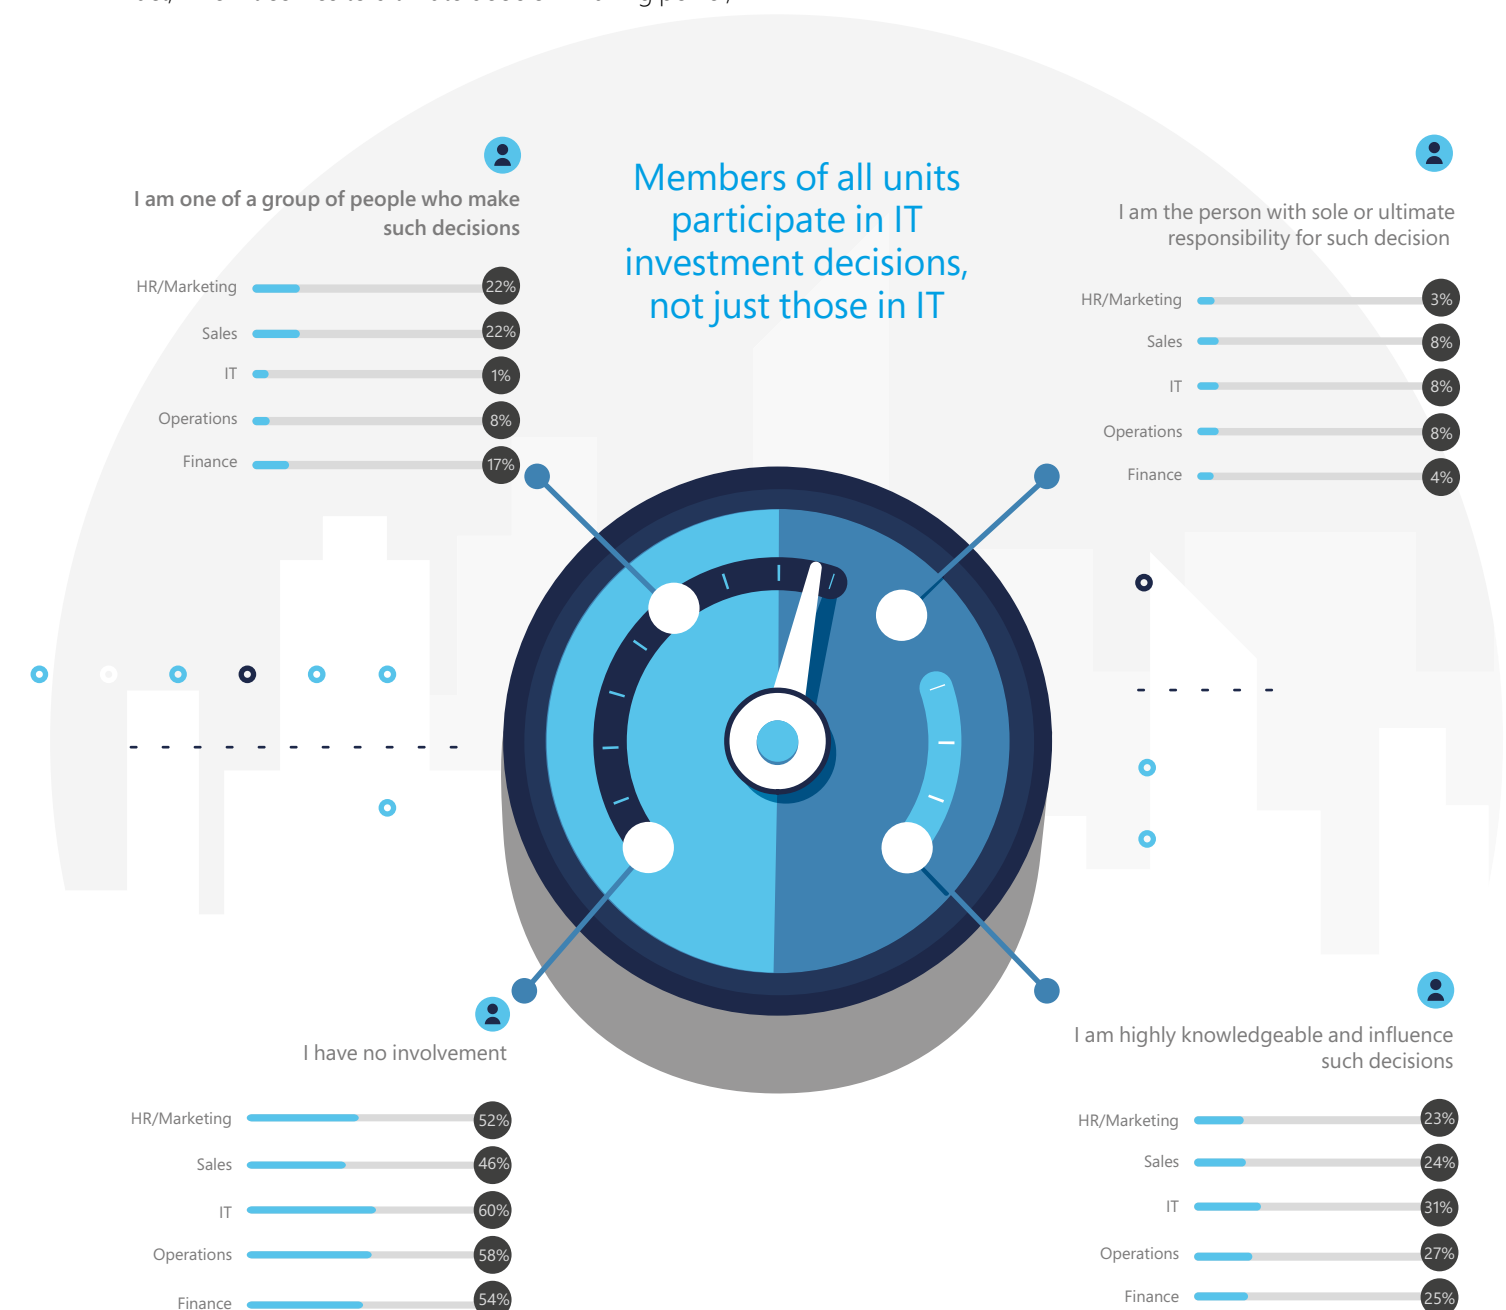 I am one of a group of people who make
such decisions
HR/Marketing 22%
Sales 22%
IT 1%
Operations 8%
Finance 17%
Members of all units
participate in IT
investment decisions,
not just those in IT
I am the person with sole or ultimate
responsibility for such decision
HR/Marketing 3%
Sales 8%
IT 8%
Operations 8%
Finance 4%
I have no involvement
HR/Marketing 52%
Sales 46%
IT 60%
Operations 58%
Finance 54%
I am highly knowledgeable and influence
such decisions
HR/Marketing 23%
Sales 24%
IT 31%
Operations 27%
Finance 25%